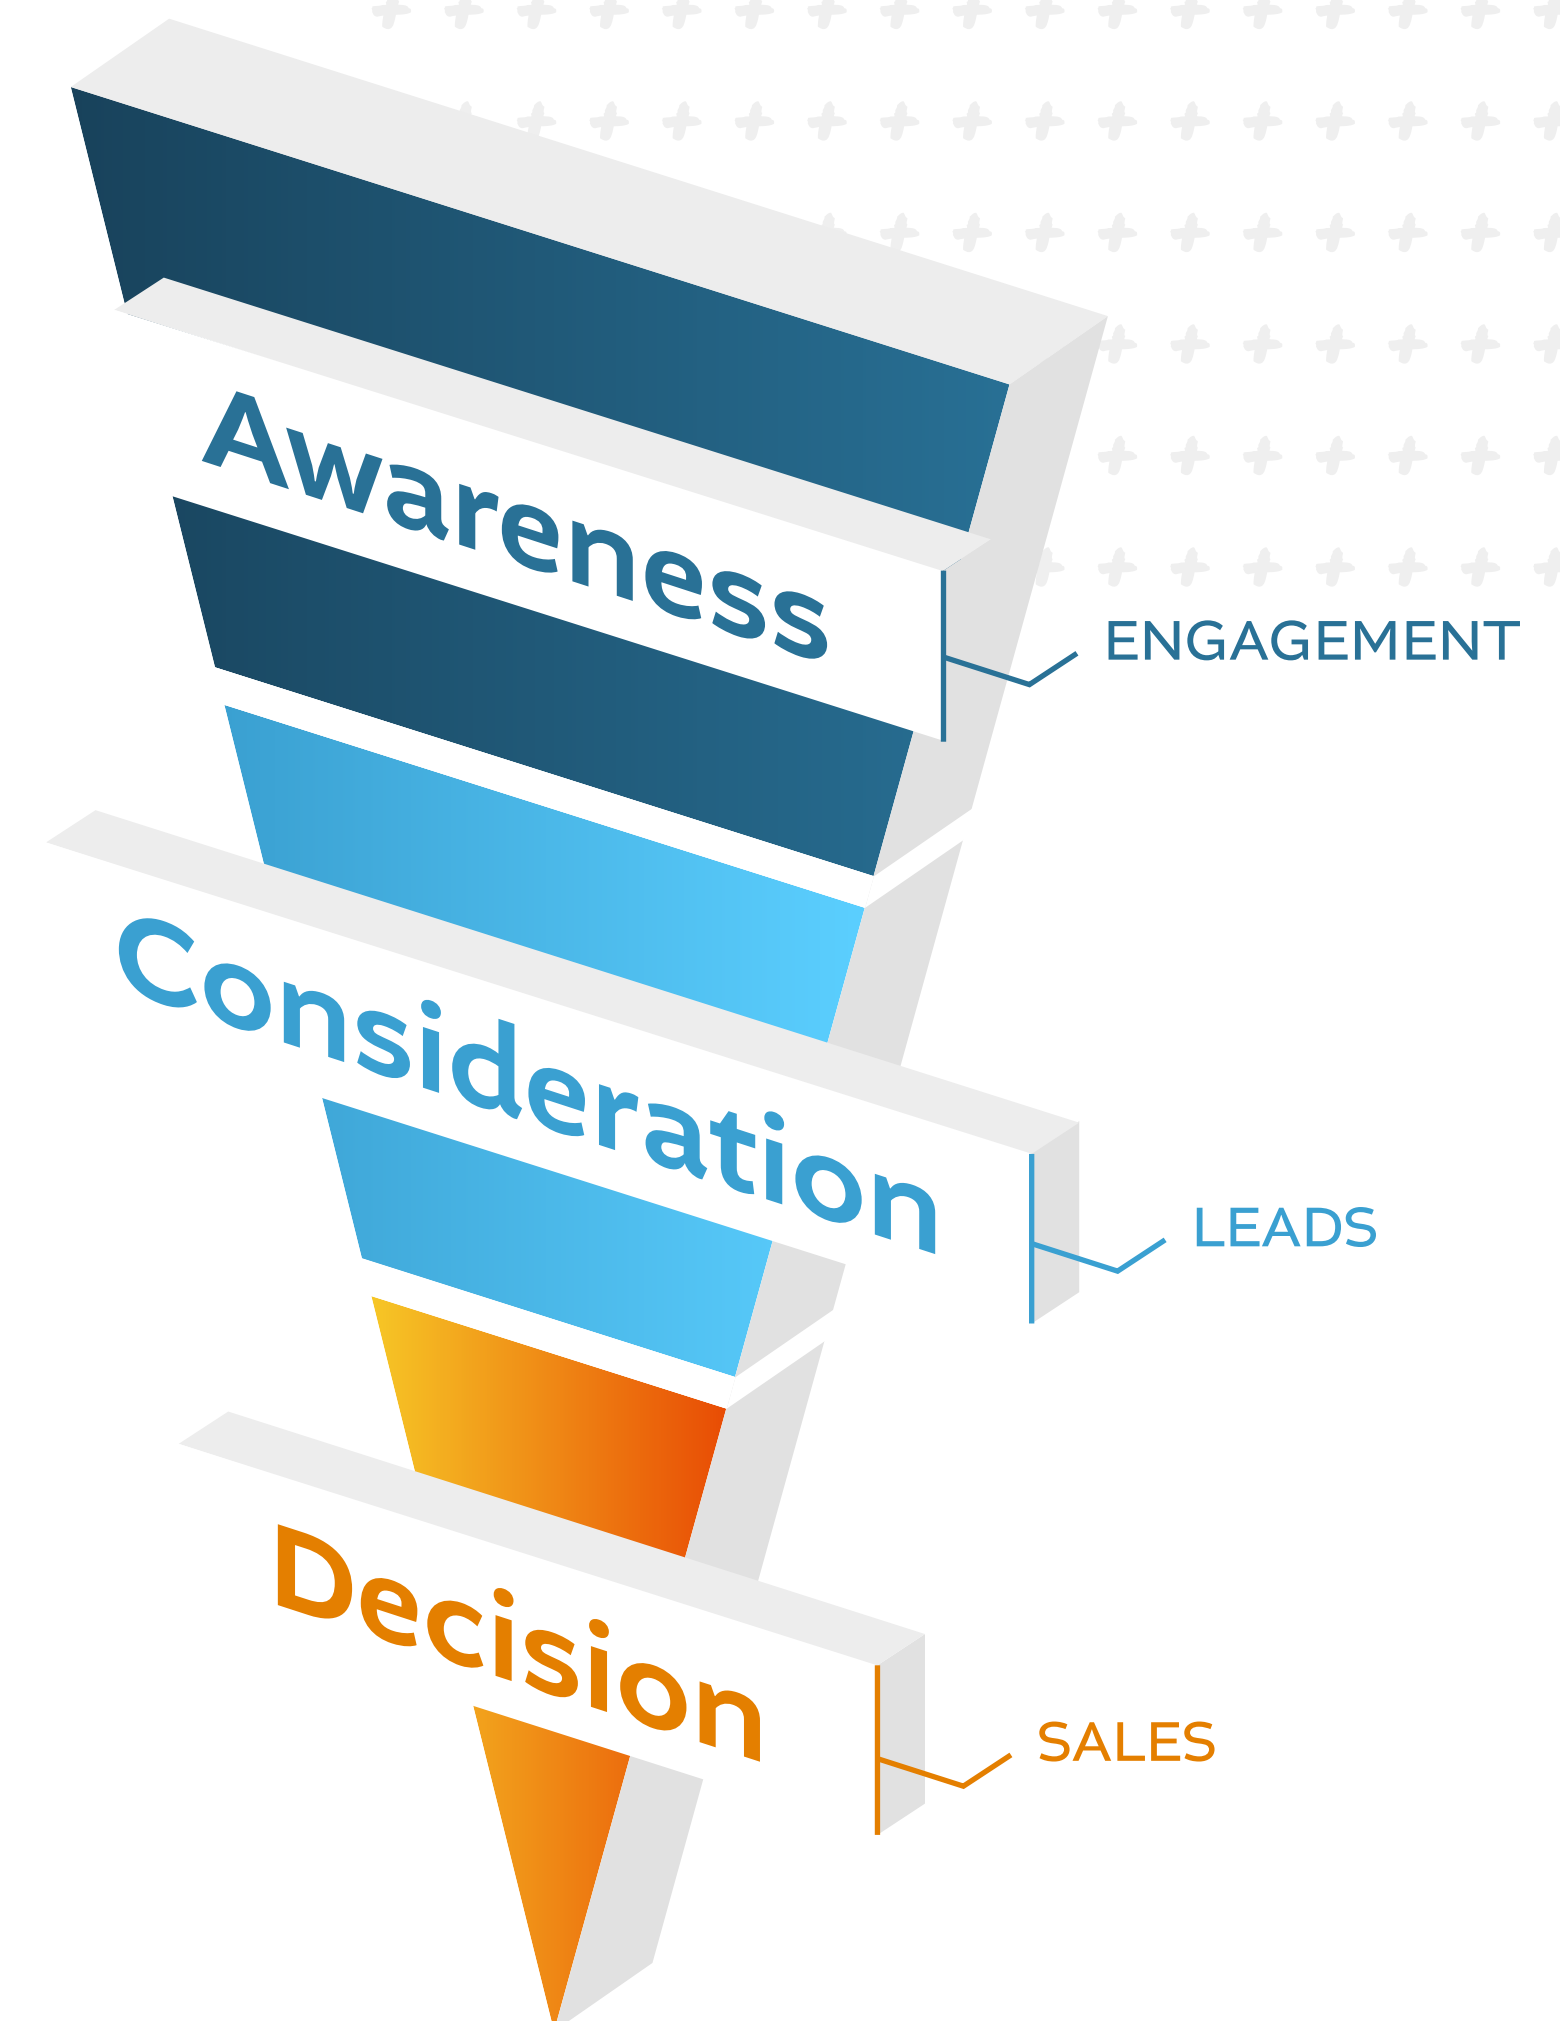 Awareness
ENGAGEMENT
Consideration
LEADS
Decision
SALES